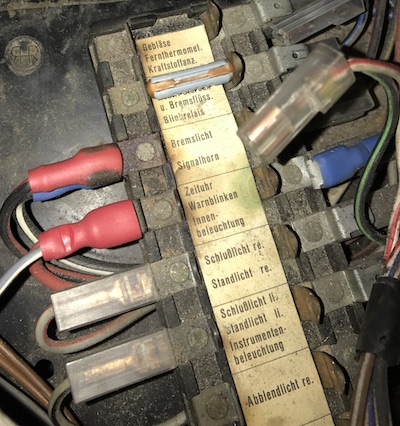 Gebläse
Fernthermomet.
Kraftstoffanz.
u. Bremsflüss.
Blinkrelais
Bremslicht
Signalhorn
Zeituhr
Warnblinken
Innen-
beleuchtung
Schlußlicht re.
Standlicht re.
Schlußlicht li.
Standlicht li.
Instrumenten-
beleuchtung
Abblendlicht re.